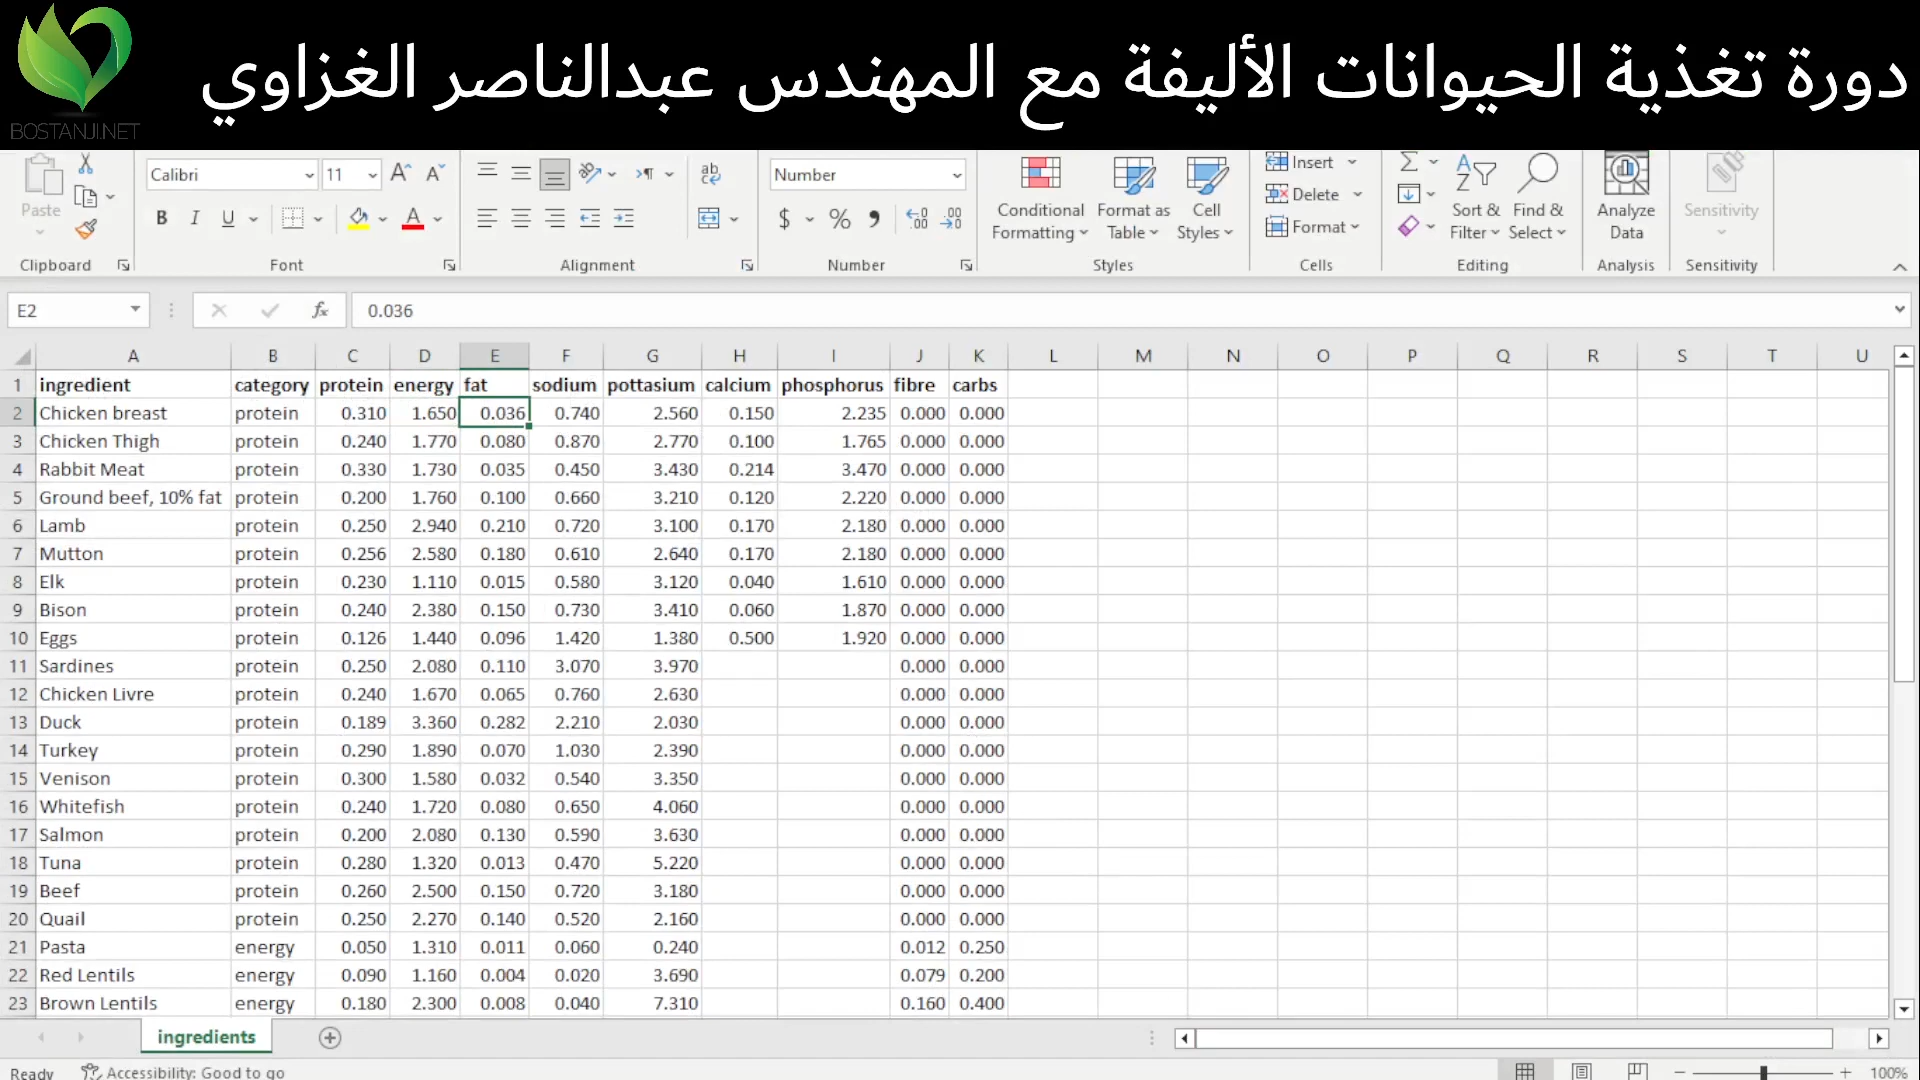 دورة تغذية الحيوانات الأليفة مع المهندس عبدالناصر الغزاوي
BOSTANJI.NET
Paste
Calibri 11
Number
Conditional Formatting
Format as Table
Cell Styles
Insert
Delete
Format
Sort & Filter
Find & Select
Analyze Data
Sensitivity
Clipboard Font Alignment Number Styles Cells Editing Analysis Sensitivity
E2 fx 0.036
A B C D E F G H I J K L M N O P Q R S T U
1 ingredient category protein energy fat sodium pottasium calcium phosphorus fibre carbs
2 Chicken breast protein 0.310 1.650 0.036 0.740 2.560 0.150 2.235 0.000 0.000
3 Chicken Thigh protein 0.240 1.770 0.080 0.870 2.770 0.100 1.765 0.000 0.000
4 Rabbit Meat protein 0.330 1.730 0.035 0.450 3.430 0.214 3.470 0.000 0.000
5 Ground beef, 10% fat protein 0.200 1.760 0.100 0.660 3.210 0.120 2.220 0.000 0.000
6 Lamb protein 0.250 2.940 0.210 0.720 3.100 0.170 2.180 0.000 0.000
7 Mutton protein 0.256 2.580 0.180 0.610 2.640 0.170 2.180 0.000 0.000
8 Elk protein 0.230 1.110 0.015 0.580 3.120 0.040 1.610 0.000 0.000
9 Bison protein 0.240 2.380 0.150 0.730 3.410 0.060 1.870 0.000 0.000
10 Eggs protein 0.126 1.440 0.096 1.420 1.380 0.500 1.920 0.000 0.000
11 Sardines protein 0.250 2.080 0.110 3.070 3.970 0.000 0.000
12 Chicken Livre protein 0.240 1.670 0.065 0.760 2.630 0.000 0.000
13 Duck protein 0.189 3.360 0.282 2.210 2.030 0.000 0.000
14 Turkey protein 0.290 1.890 0.070 1.030 2.390 0.000 0.000
15 Venison protein 0.300 1.580 0.032 0.540 3.350 0.000 0.000
16 Whitefish protein 0.240 1.720 0.080 0.650 4.060 0.000 0.000
17 Salmon protein 0.200 2.080 0.130 0.590 3.630 0.000 0.000
18 Tuna protein 0.280 1.320 0.013 0.470 5.220 0.000 0.000
19 Beef protein 0.260 2.500 0.150 0.720 3.180 0.000 0.000
20 Quail protein 0.250 2.270 0.140 0.520 2.160 0.000 0.000
21 Pasta energy 0.050 1.310 0.011 0.060 0.240 0.012 0.250
22 Red Lentils energy 0.090 1.160 0.004 0.020 3.690 0.079 0.200
23 Brown Lentils energy 0.180 2.300 0.008 0.040 7.310 0.160 0.400
ingredients
Ready Accessibility: Good to go 100%